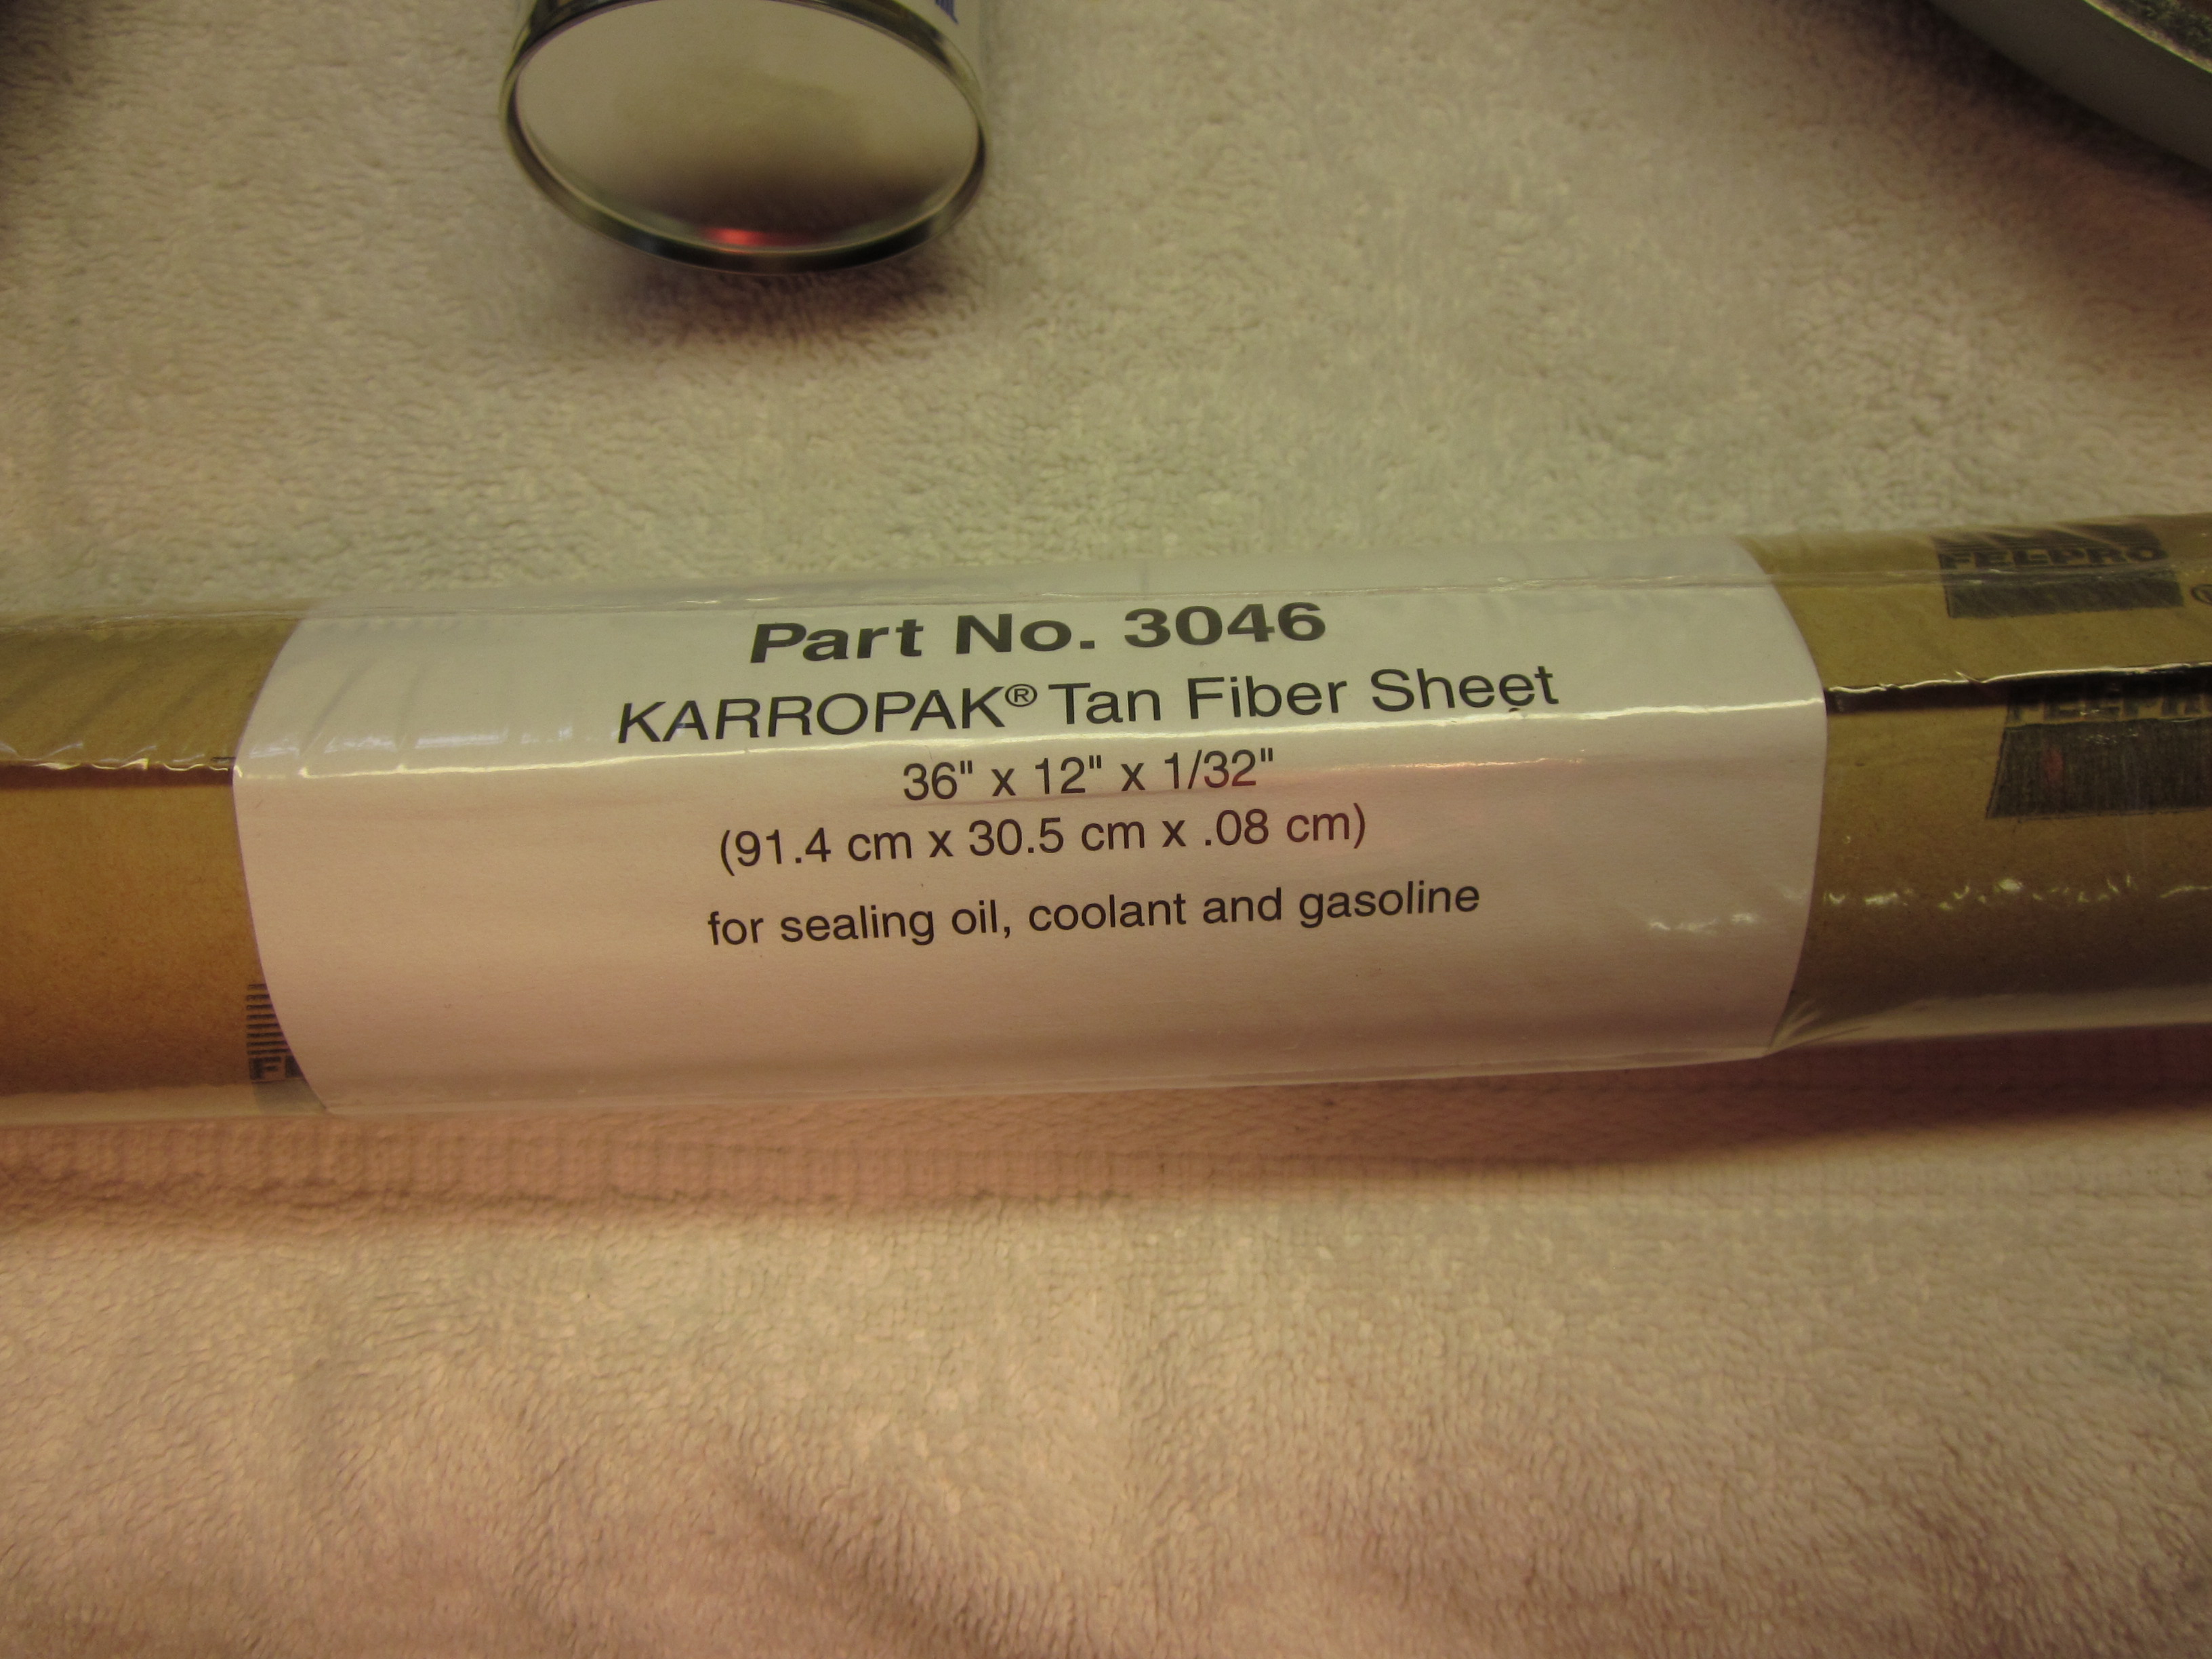 Part No. 3046
KARROPAK® Tan Fiber Sheet
36" x 12" x 1/32"
(91.4 cm x 30.5 cm x .08 cm)
for sealing oil, coolant and gasoline
FELPRO